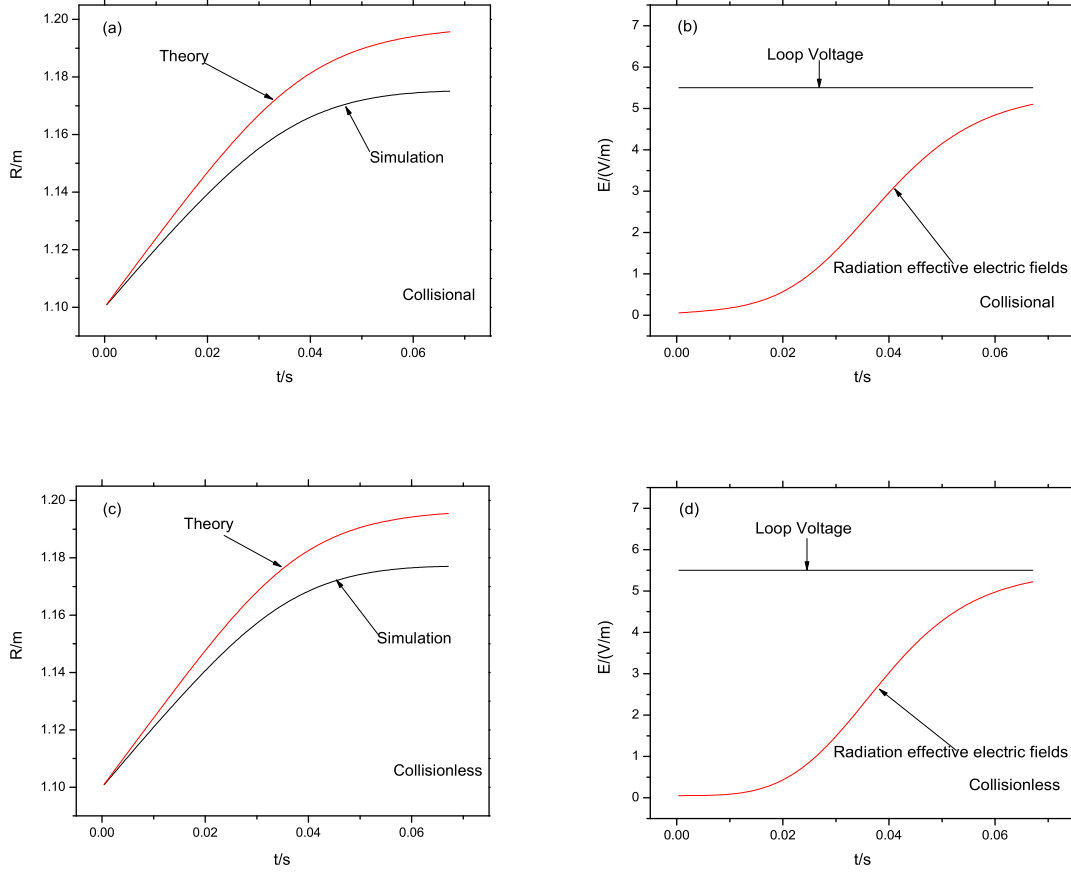 (a)
1.20
1.18
1.16
1.14
1.12
1.10
R/m
Theory
Simulation
Collisional
0.00 0.02 0.04 0.06
t/s
(b)
7
6
5
4
3
2
1
0
E/(V/m)
Loop Voltage
Radiation effective electric fields
Collisional
0.00 0.02 0.04 0.06
t/s
(c)
1.20
1.18
1.16
1.14
1.12
1.10
R/m
Theory
Simulation
Collisionless
0.00 0.02 0.04 0.06
t/s
(d)
7
6
5
4
3
2
1
0
E/(V/m)
Loop Voltage
Radiation effective electric fields
Collisionless
0.00 0.02 0.04 0.06
t/s